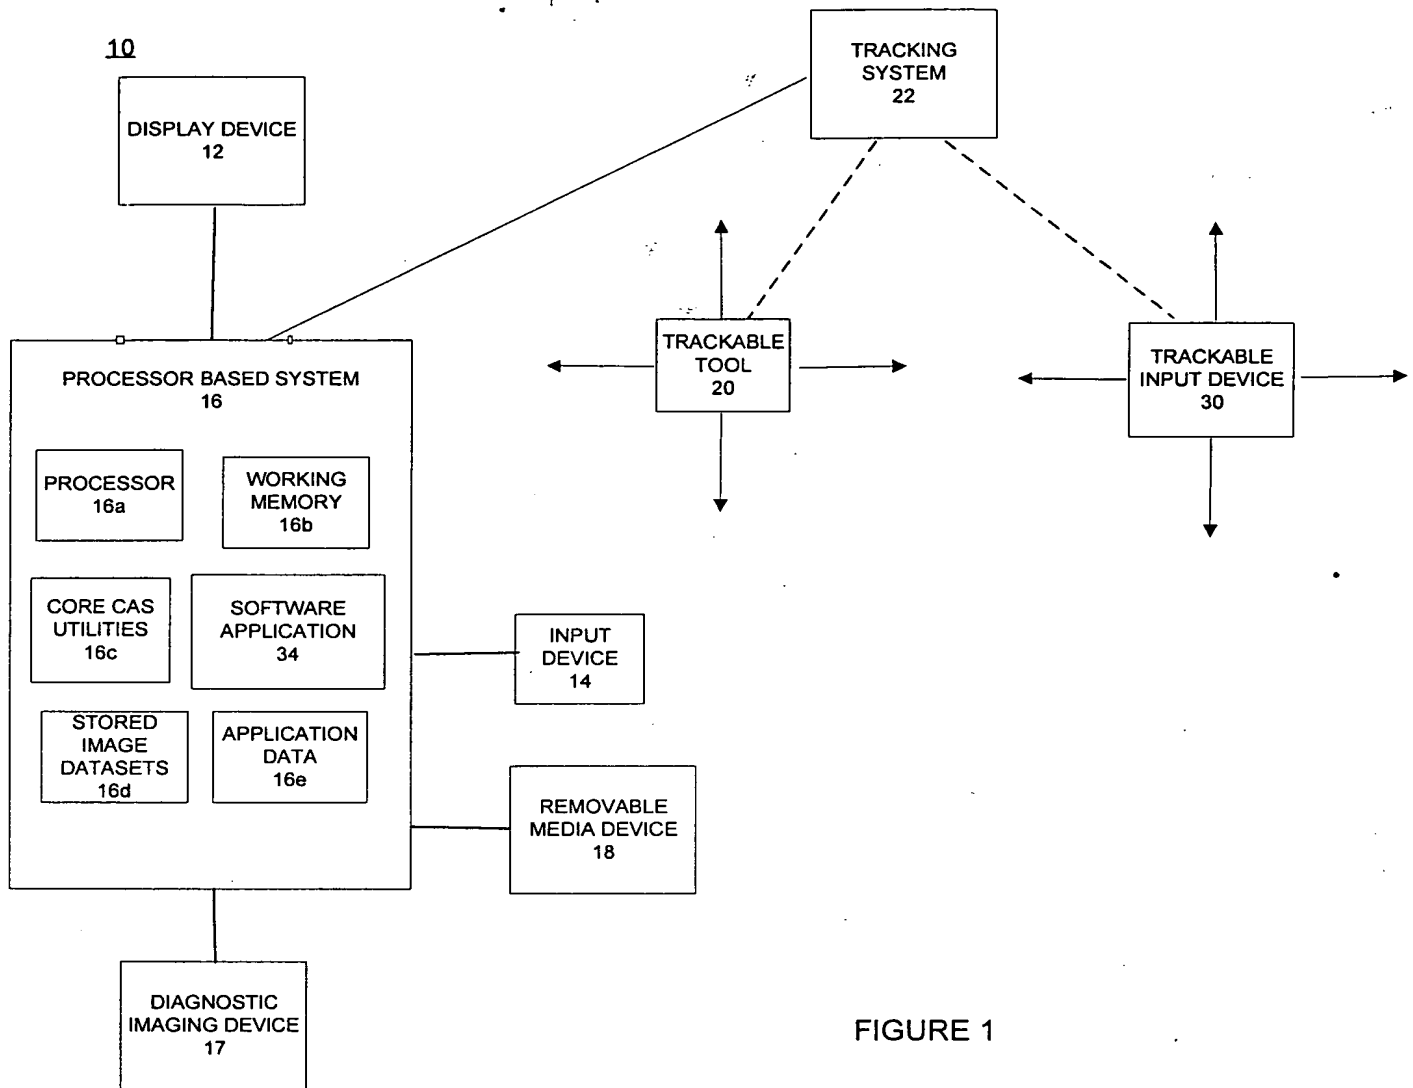 10
TRACKING
SYSTEM
22
DISPLAY DEVICE
12
TRACKABLE
TOOL
20
TRACKABLE
INPUT DEVICE
30
PROCESSOR BASED SYSTEM
16
PROCESSOR
16a
WORKING
MEMORY
16b
CORE CAS
UTILITIES
16c
SOFTWARE
APPLICATION
34
INPUT
DEVICE
14
STORED
IMAGE
DATASETS
16d
APPLICATION
DATA
16e
REMOVABLE
MEDIA DEVICE
18
DIAGNOSTIC
IMAGING DEVICE
17
FIGURE 1